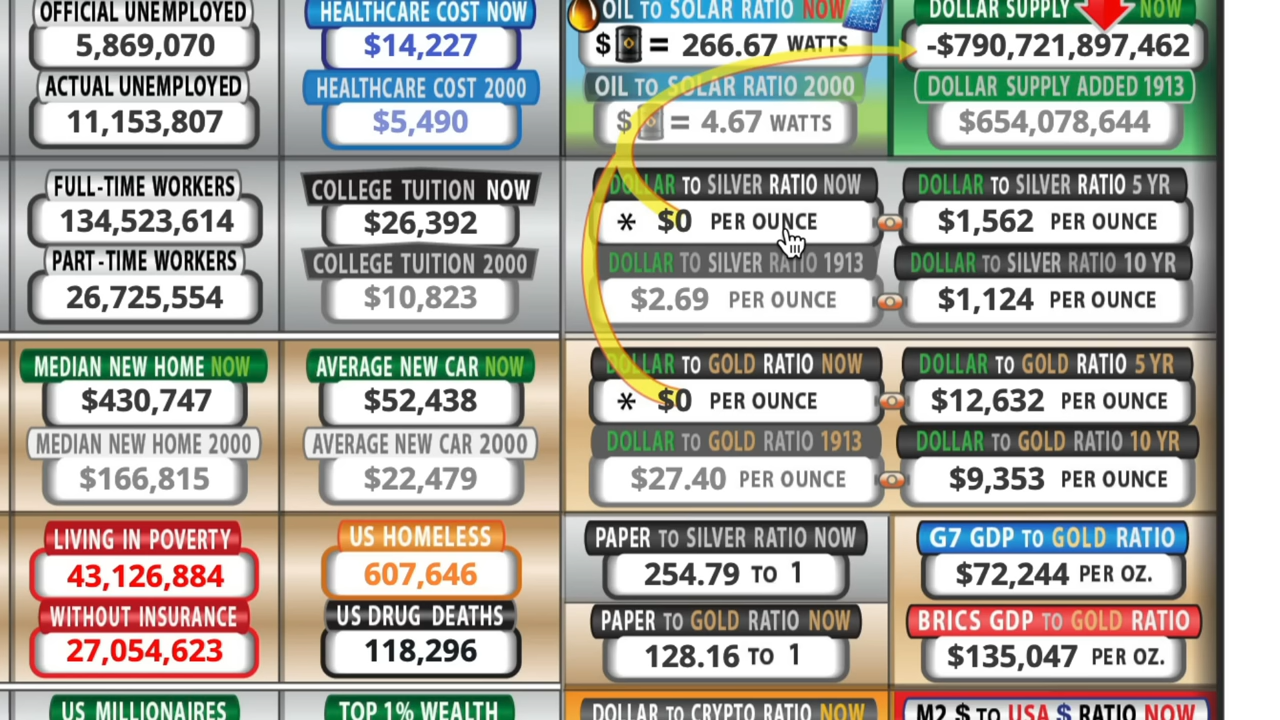 OFFICIAL UNEMPLOYED
5,869,070
ACTUAL UNEMPLOYED
11,153,807
HEALTHCARE COST NOW
$14,227
HEALTHCARE COST 2000
$5,490
OIL TO SOLAR RATIO NOW
$ = 266.67 WATTS
OIL TO SOLAR RATIO 2000
$ = 4.67 WATTS
DOLLAR SUPPLY NOW
-$790,721,897,462
DOLLAR SUPPLY ADDED 1913
$654,078,644
FULL-TIME WORKERS
134,523,614
PART-TIME WORKERS
26,725,554
COLLEGE TUITION NOW
$26,392
COLLEGE TUITION 2000
$10,823
DOLLAR TO SILVER RATIO NOW
* $0 PER OUNCE
DOLLAR TO SILVER RATIO 1913
$2.69 PER OUNCE
DOLLAR TO SILVER RATIO 5 YR
$1,562 PER OUNCE
DOLLAR TO SILVER RATIO 10 YR
$1,124 PER OUNCE
MEDIAN NEW HOME NOW
$430,747
MEDIAN NEW HOME 2000
$166,815
AVERAGE NEW CAR NOW
$52,438
AVERAGE NEW CAR 2000
$22,479
DOLLAR TO GOLD RATIO NOW
* $0 PER OUNCE
DOLLAR TO GOLD RATIO 1913
$27.40 PER OUNCE
DOLLAR TO GOLD RATIO 5 YR
$12,632 PER OUNCE
DOLLAR TO GOLD RATIO 10 YR
$9,353 PER OUNCE
LIVING IN POVERTY
43,126,884
WITHOUT INSURANCE
27,054,623
US HOMELESS
607,646
US DRUG DEATHS
118,296
PAPER TO SILVER RATIO NOW
254.79 TO 1
PAPER TO GOLD RATIO NOW
128.16 TO 1
G7 GDP TO GOLD RATIO
$72,244 PER OZ.
BRICS GDP TO GOLD RATIO
$135,047 PER OZ.
US MILLIONAIRES
TOP 1% WEALTH
DOLLAR TO CRYPTO RATIO NOW
M2 $ TO USA $ RATIO NOW